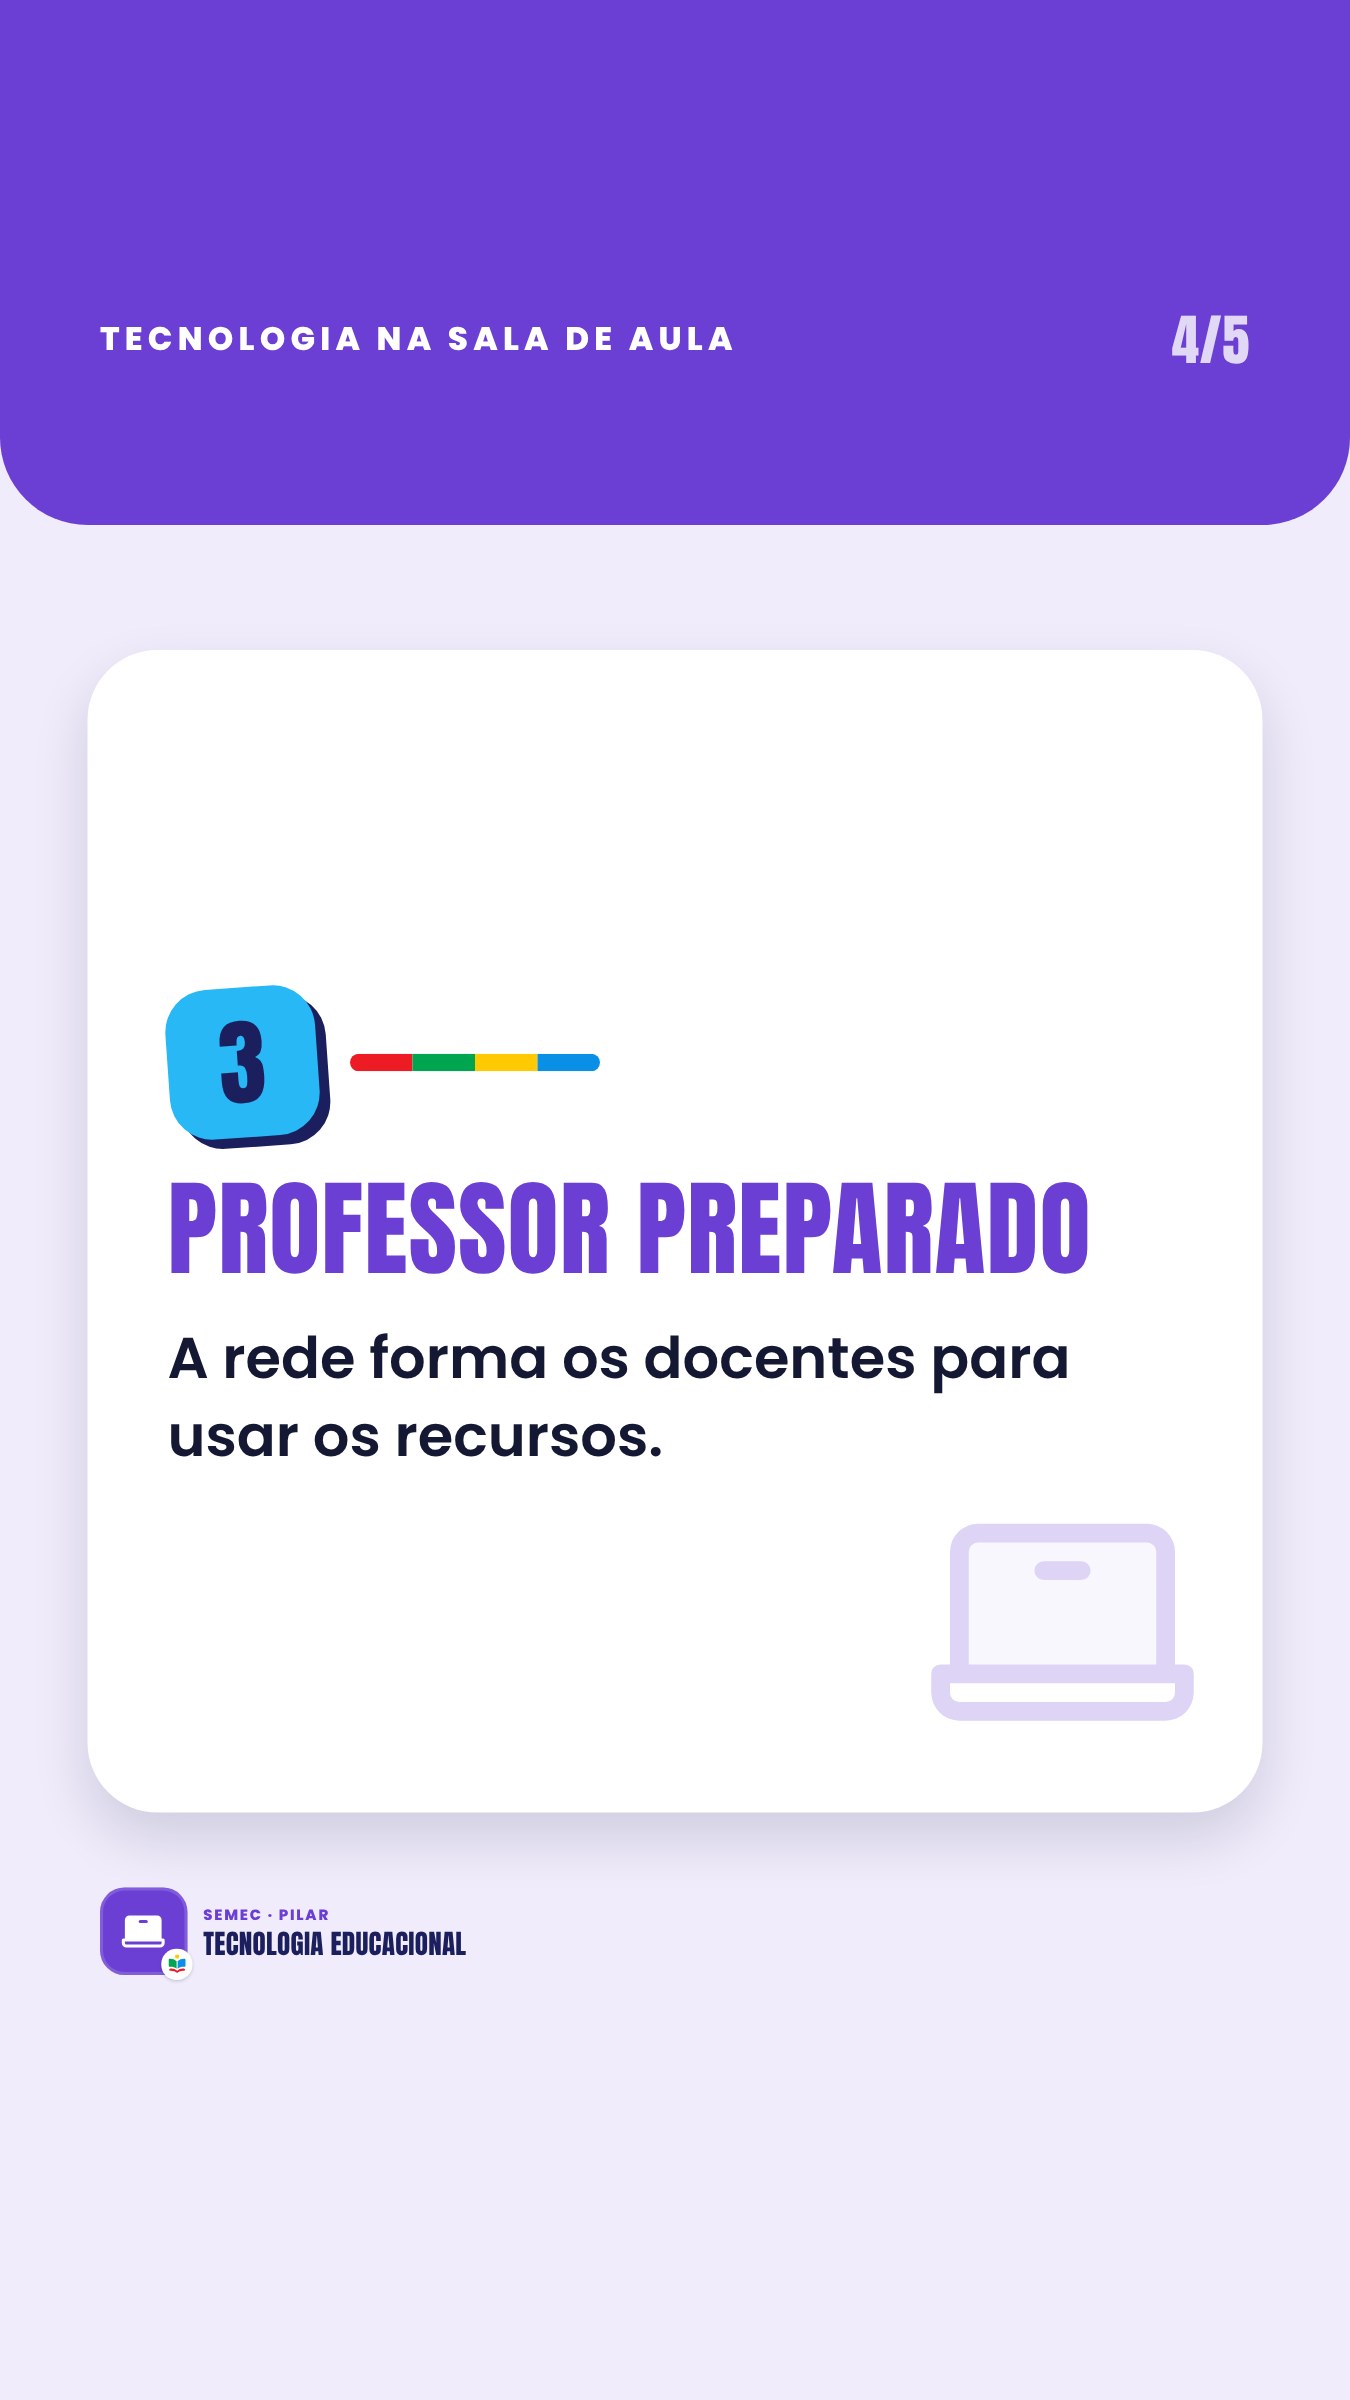 TECNOLOGIA NA SALA DE AULA
4/5
3
PROFESSOR PREPARADO
A rede forma os docentes para
usar os recursos.
SEMEC · PILAR
TECNOLOGIA EDUCACIONAL